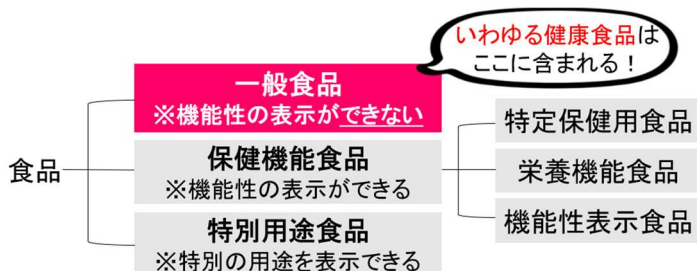 いわゆる健康食品は
ここに含まれる！
一般食品
※機能性の表示ができない
特定保健用食品
食品
保健機能食品
※機能性の表示ができる
栄養機能食品
機能性表示食品
特別用途食品
※特別の用途を表示できる